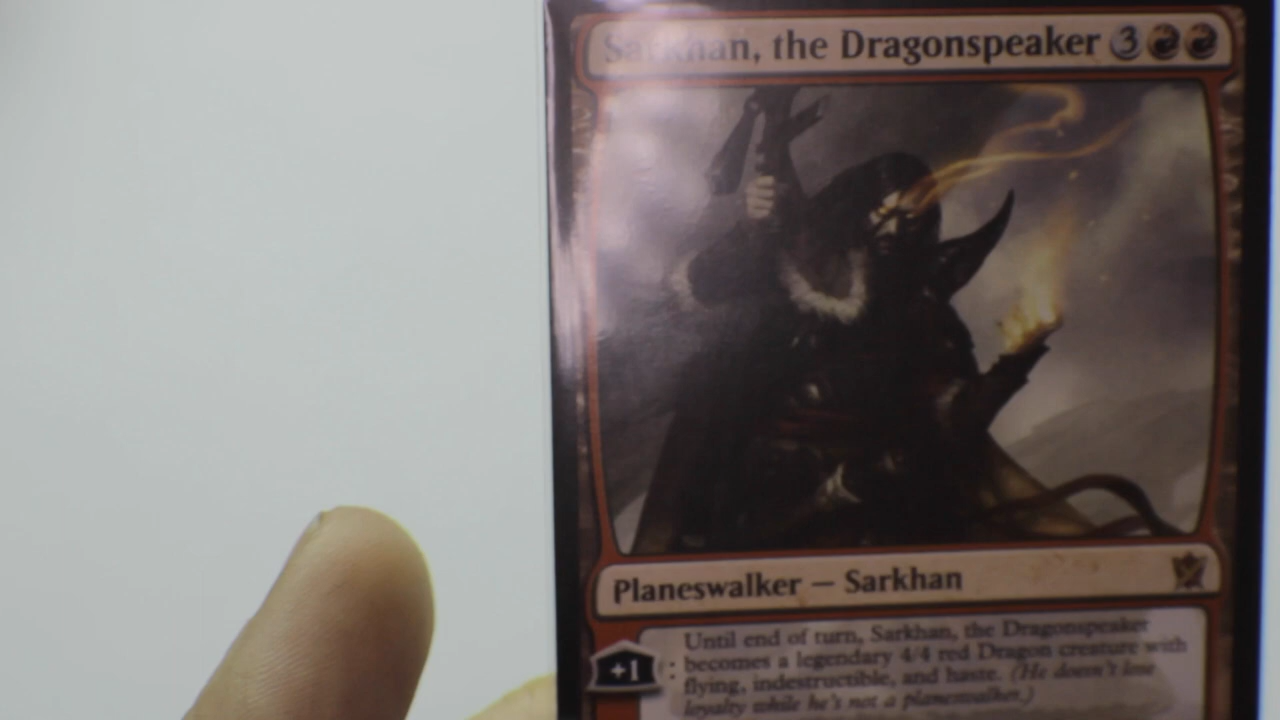 Sarkhan, the Dragonspeaker 3
Planeswalker — Sarkhan
Until end of turn, Sarkhan, the Dragonspeaker
+1 : becomes a legendary 4/4 red Dragon creature with
flying, indestructible, and haste. (He doesn't lose
loyalty while he's not a planeswalker.)